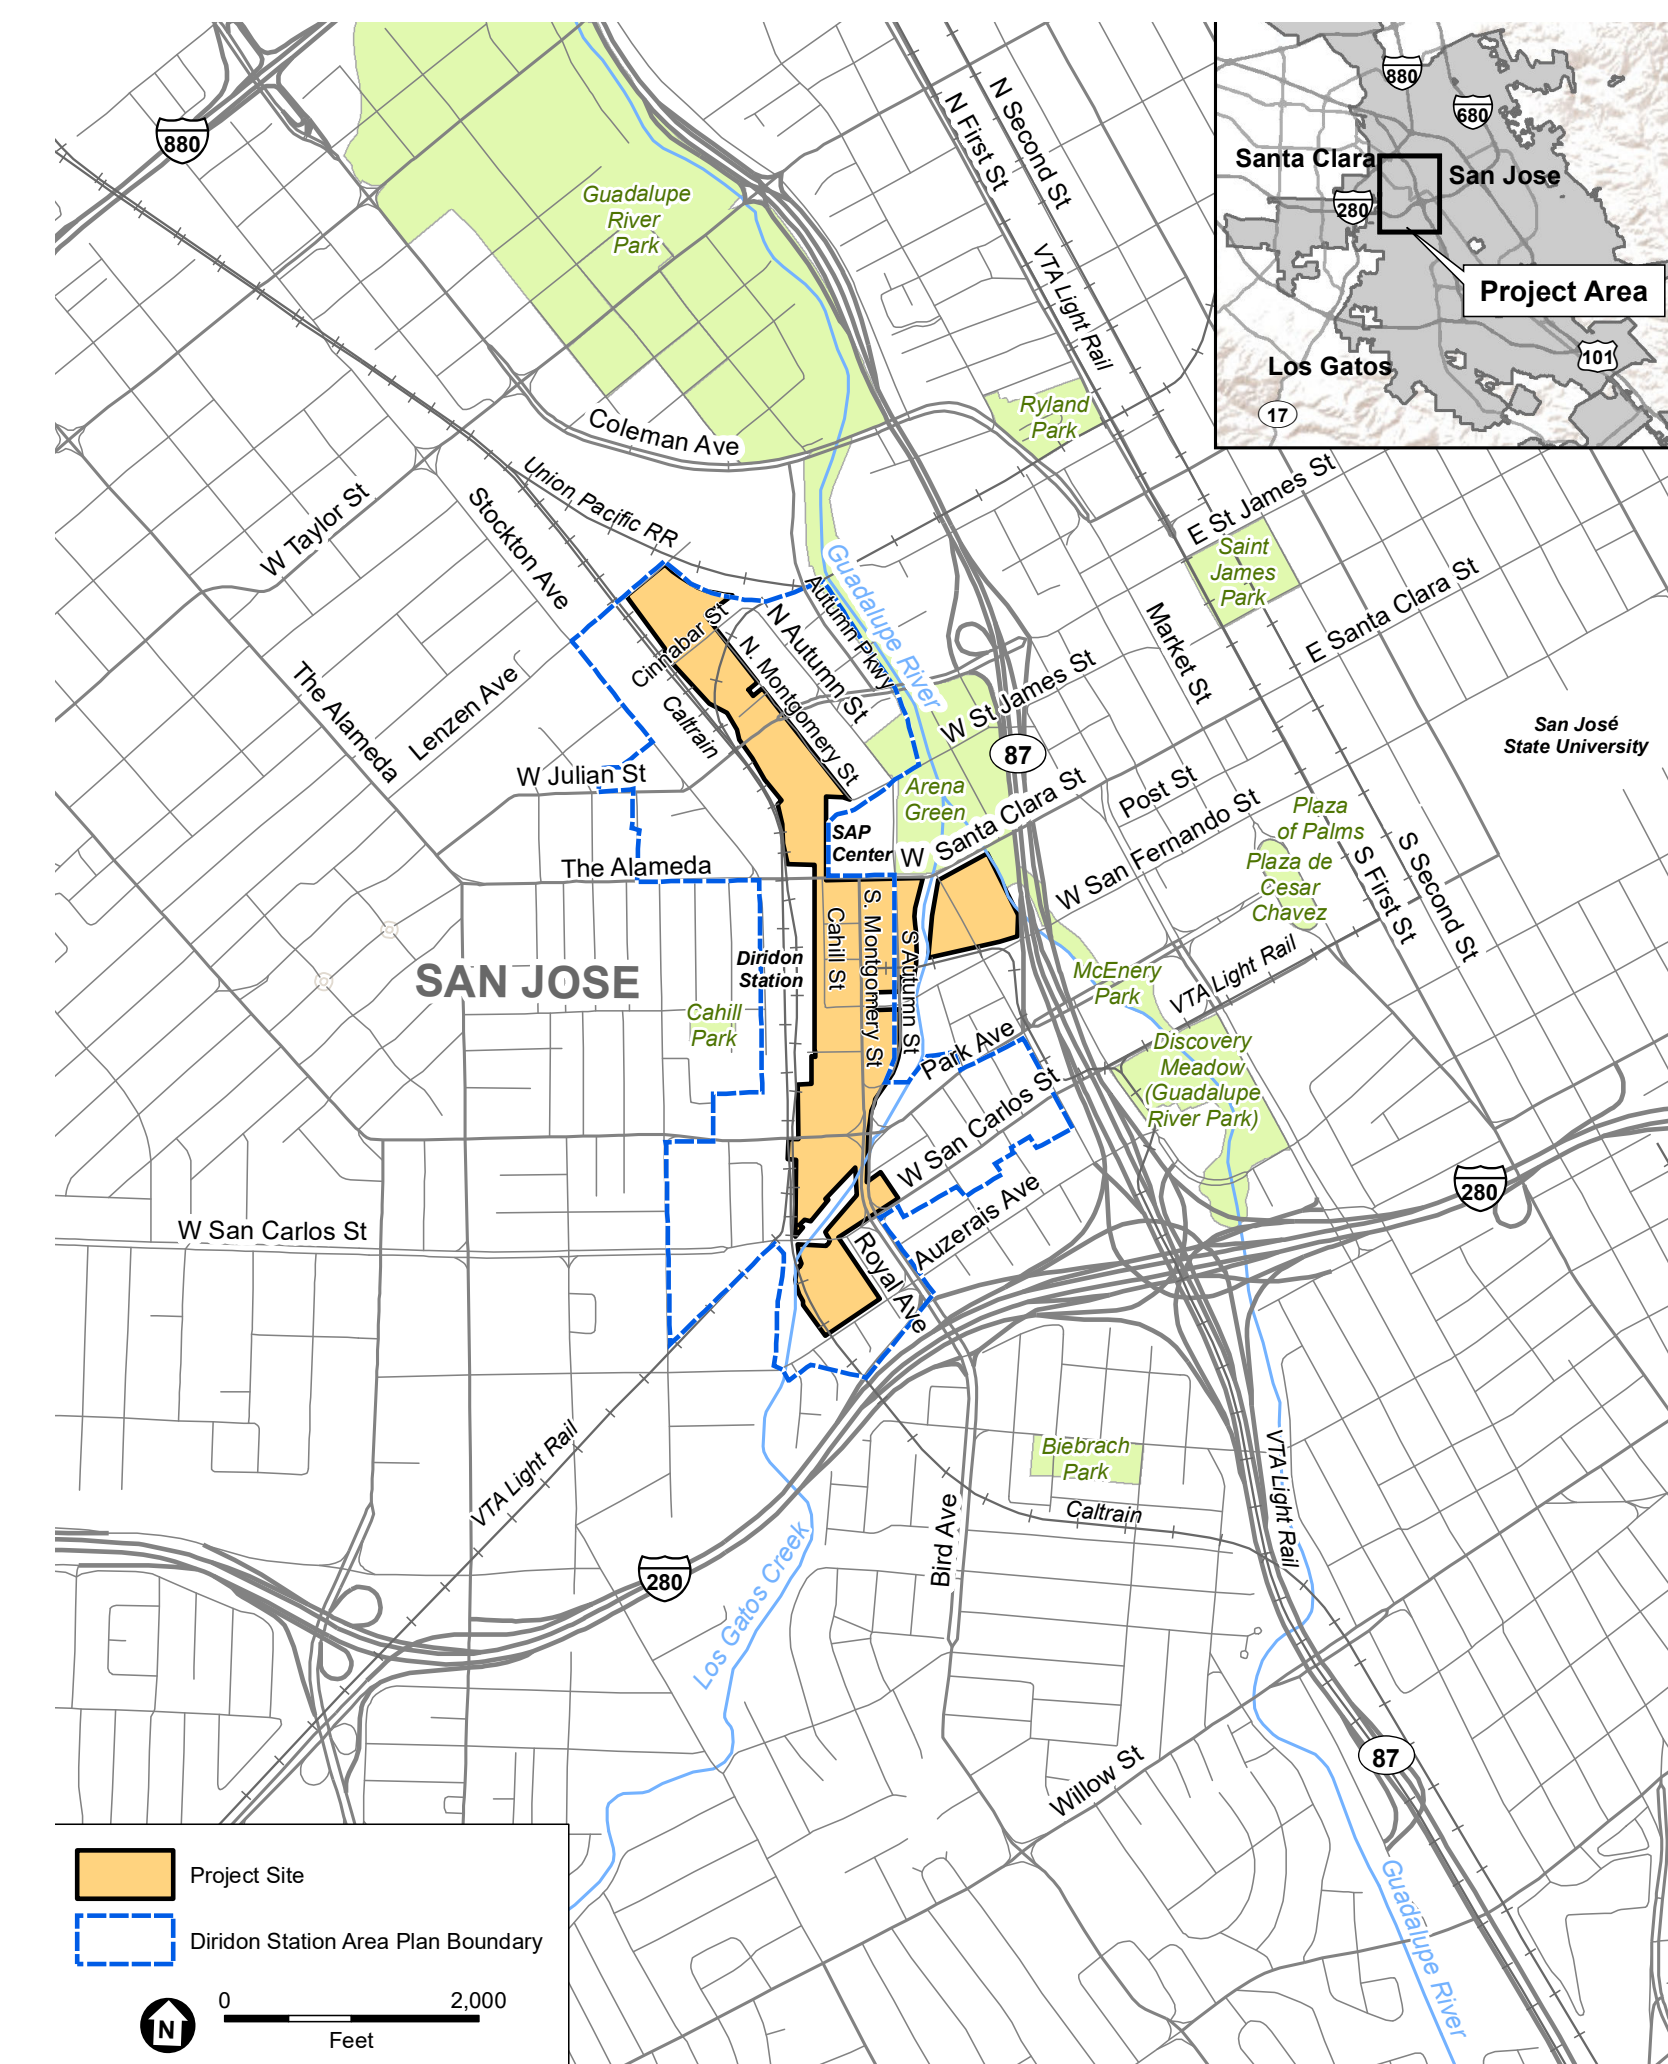 880
Guadalupe
River
Park
N First St
N Second St
VTA Light Rail
880
680
Santa Clara
San Jose
280
Project Area
Los Gatos
101
17
Coleman Ave
Ryland
Park
Union Pacific RR
W Taylor St
Stockton Ave
E St James St
Saint
James
Park
E Santa Clara St
Guadalupe River
Autumn Pkwy
N Autumn St
N. Montgomery St
Cinnabar St
Caltrain
The Alameda
Lenzen Ave
W Julian St
W St James St
Market St
87
San José
State University
Arena
Green
SAP
Center
W Santa Clara St
Post St
W San Fernando St
Plaza
of Palms
Plaza de
Cesar
Chavez
S First St
S Second St
The Alameda
Cahill St
S. Montgomery St
S Autumn St
Diridon
Station
SAN JOSE
Cahill
Park
McEnery
Park
VTA Light Rail
Discovery
Meadow
(Guadalupe
River Park)
Park Ave
W San Carlos St
280
W San Carlos St
Auzerais Ave
Royal Ave
VTA Light Rail
Biebrach
Park
Caltrain
VTA Light Rail
Bird Ave
280
Los Gatos Creek
Willow St
87
Guadalupe River
Project Site
Diridon Station Area Plan Boundary
N
0
2,000
Feet